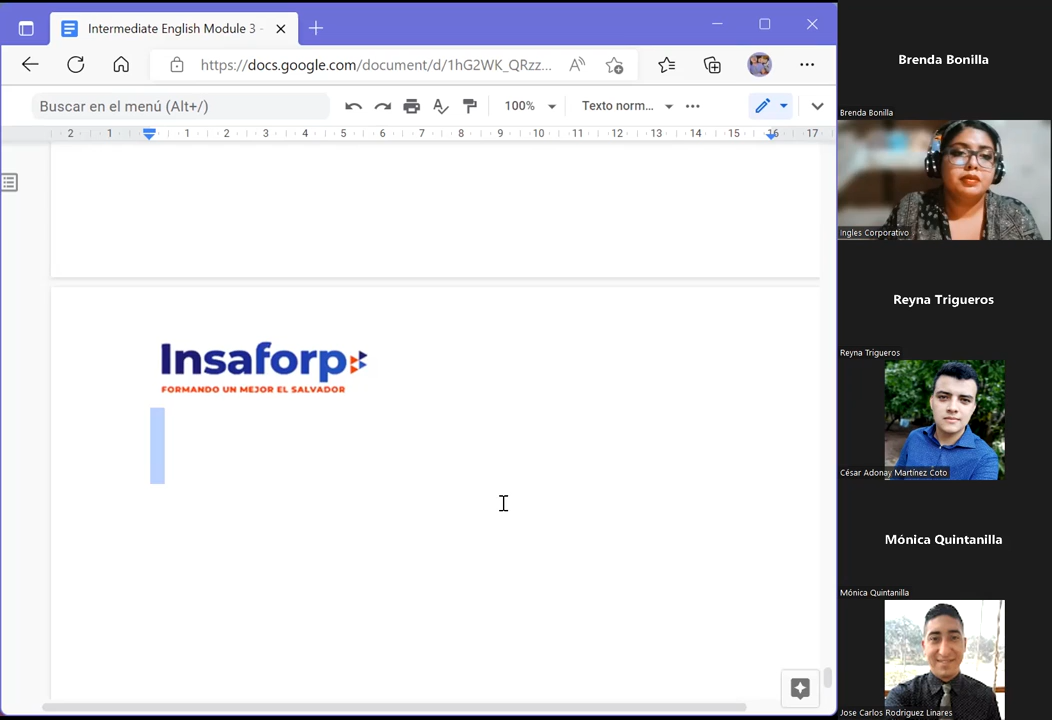 Intermediate English Module 3 -
https://docs.google.com/document/d/1hG2WK_QRzz...
Buscar en el menú (Alt+/)
100%
Texto norm...
2 1 1 2 3 4 5 6 7 8 9 10 11 12 13 14 15 16 17
Insaforp
FORMANDO UN MEJOR EL SALVADOR
Brenda Bonilla
Brenda Bonilla
Ingles Corporativo
Reyna Trigueros
Reyna Trigueros
César Adonay Martínez Coto
Mónica Quintanilla
Mónica Quintanilla
Jose Carlos Rodriguez Linares